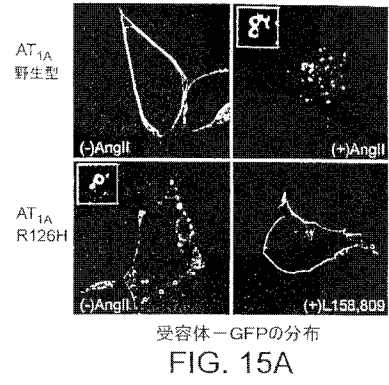 AT1A
野生型
(-)AngII
(+)AngII
AT1A
R126H
(-)AngII
(+)L158,809
受容体－GFPの分布
FIG. 15A